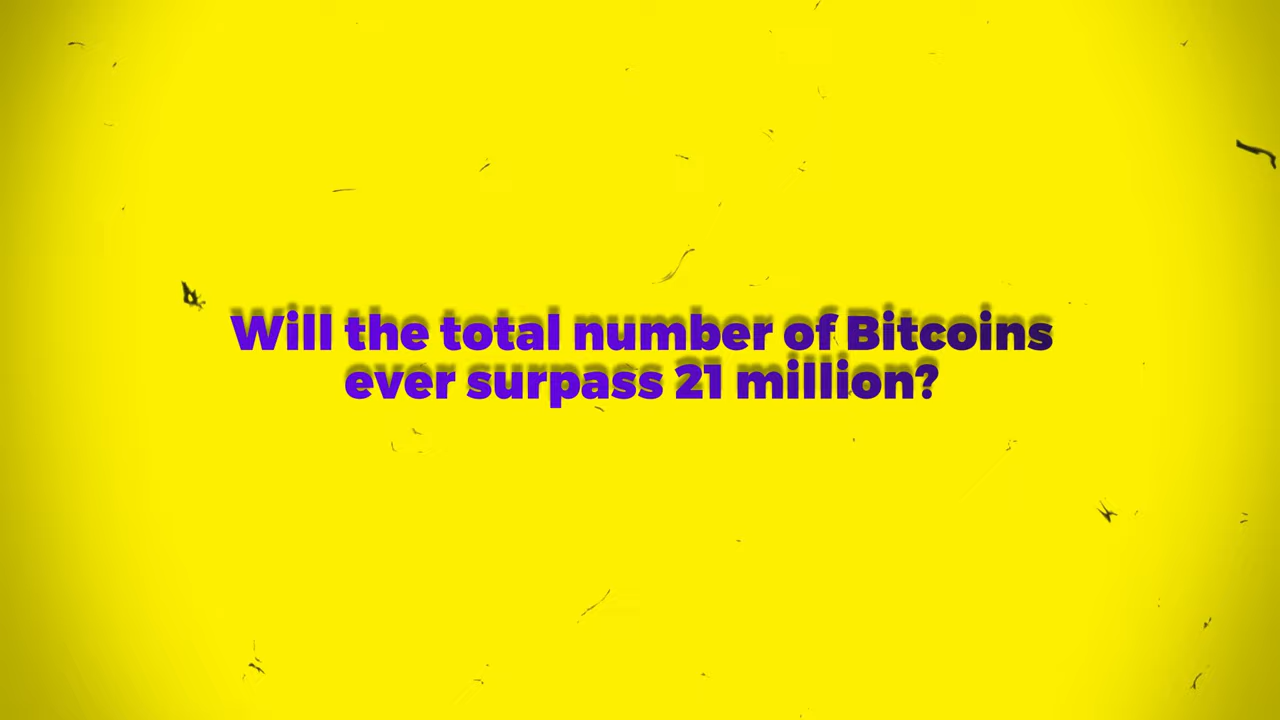 Will the total number of Bitcoins
ever surpass 21 million?